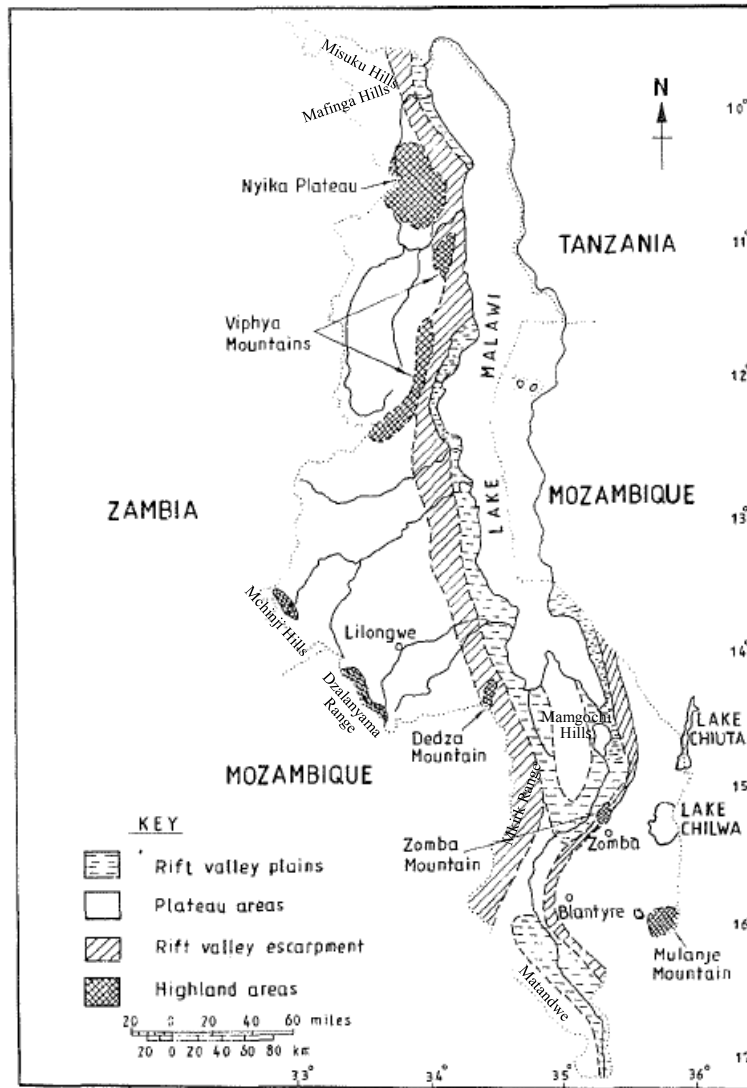 Misuku Hills
Mafinga Hills
N
10°
Nyika Plateau
11°
TANZANIA
Viphya
Mountains
LAKE MALAWI
12°
ZAMBIA
MOZAMBIQUE
13°
Mchinji Hills
Lilongwe
14°
Dzalanyama
Range
Mamgochi
Hills
LAKE
CHIUTA
Dedza
Mountain
MOZAMBIQUE
15°
Mkirk Range
LAKE
CHILWA
KEY
Zomba
Mountain
Zomba
Rift valley plains
Plateau areas
Blantyre
16°
Rift valley escarpment
Mulanje
Mountain
Highland areas
Matandwe
20 0 20 40 60 miles
20 0 20 40 60 80 km
17
33° 34° 35° 36°